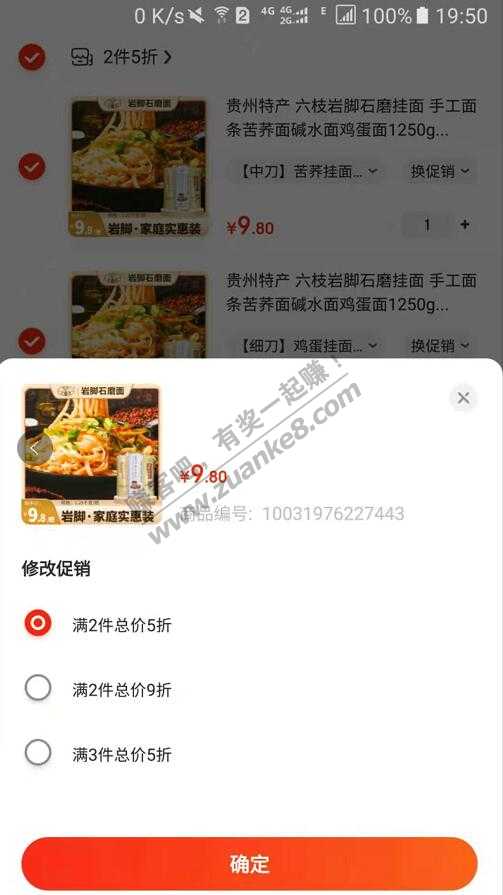 0 K/s 2 4G 4G 2G E 100% 19:50
2件5折 >
岩脚石磨面
¥9.8/把 岩脚·家庭实惠装
贵州特产 六枝岩脚石磨挂面 手工面
条苦荞面碱水面鸡蛋面1250g...
【中刀】苦荞挂面... 换促销
¥9.80 1 +
岩脚石磨面
贵州特产 六枝岩脚石磨挂面 手工面
条苦荞面碱水面鸡蛋面1250g...
【细刀】鸡蛋挂面... 换促销
岩脚石磨面
9.8 岩脚·家庭实惠装
¥9.80
商品编号: 10031976227443
赚客吧,有奖一起赚!
www.zuanke8.com
修改促销
满2件总价5折
满2件总价9折
满3件总价5折
确定